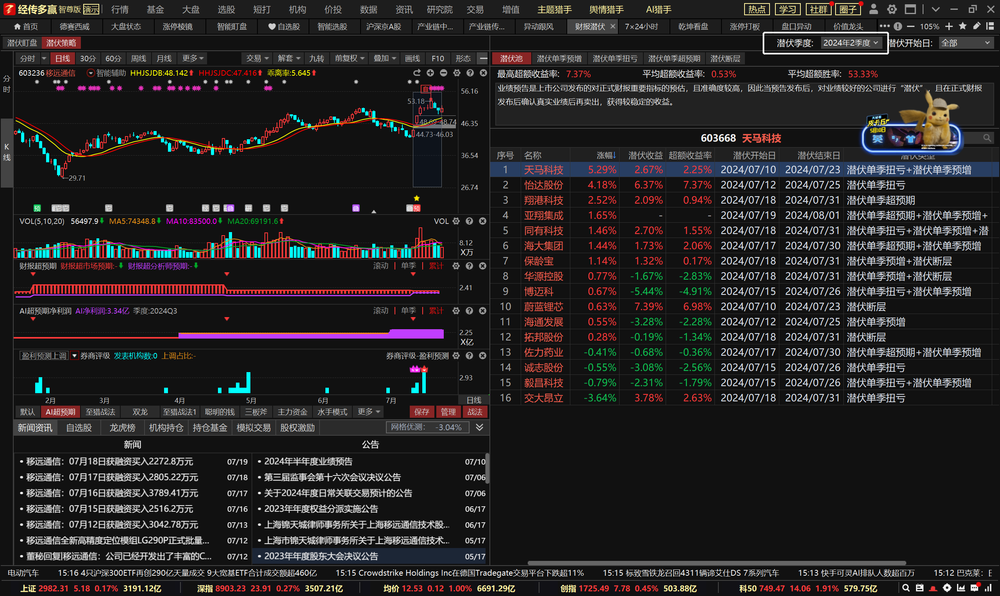 经传多赢 智尊版 演示 行情 基金 大盘 选股 短打 机构 价投 数据 资讯 研究院 交易 增值 主题猎手 舆情猎手 AI猎手 热点 学习 社群 圈子
首页 德赛西威 大盘状态 涨停棱镜 智能盯盘 自选股 智能选股 沪深京A股 产业链中... 产业链传... 异动跟风 财报潜伏 7×24小时 乾坤看盘 涨停打板 盘口异动 价值龙头 105%
潜伏盯盘 潜伏策略 潜伏季度: 2024年2季度 潜伏开始日: 全部
分时 日线 30分 60分 周线 月线 更多 交易 解套 九转 前复权 叠加 画线 F10 形态
潜伏池 潜伏单季预增 潜伏单季扭亏 潜伏单季超预期 潜伏断层
分时
K线
603236 移远通信 智能辅助 HHJSJDB:48.142 HHJSJDC:47.416 乖离率:5.645
自
56.16
53.18
48.69-48.74
46.35
44.73-46.03
36.54
29.71
26.74
预 它 它 它 它 经 它 叠 研 它 它 叠 叠 预
VOL(5,10,20) 56497.9 MA5:74348.8 MA10:83500.0 MA20:69191.6 VOL
8.12
X万
财报超预期 财报超市场预期:- 财报超分析师预期:- 滚动 | 单季 | 累计
2.41
AI超预期净利润 AI净利润:3.34亿 季度:2024Q3 滚动 | 单季 | 累计
2.25
X亿
盈利预测上调 券商评级 发表机构数:0 上调占比:- 券商评级-盈利预测
2.93
2月 3月 4月 5月 6月 7月 日线
默认 AI超预期 至猎战法 双龙 至猎战法1 聪明的钱 三板斧 主力资金 水手模式 更多 保存 管理 战法
新闻资讯 自选股 龙虎榜 机构持仓 持仓基金 模拟交易 股权激励 网格优测: -3.04%
新闻
• 移远通信：07月18日获融资买入2272.8万元 07/19
• 移远通信：07月17日获融资买入2805.22万元 07/18
• 移远通信：07月16日获融资买入3789.41万元 07/17
• 移远通信：07月15日获融资买入2516.2万元 07/16
• 移远通信：07月12日获融资买入3042.78万元 07/13
• 移远通信全新高精度定位模组LG290P正式批量... 07/12
• 董秘回复|移远通信：公司已经开发出了丰富的C... 07/12
公告
• 2024年半年度业绩预告 07/10
• 第三届监事会第十六次会议决议公告 07/06
• 关于2024年度日常关联交易预计的公告 07/06
• 2023年年度权益分派实施公告 06/17
• 上海锦天城律师事务所关于上海移远通信技术股... 06/17
• 上海市锦天城律师事务所关于上海移远通信技术... 05/17
• 2023年年度股东大会决议公告 05/17
最高超额收益率: 7.37% 平均超额收益率: 0.53% 平均超额胜率: 53.33%
业绩预告是上市公司发布的对正式财报重要指标的预估，且准确度较高，因此当预告发布后，对业绩较好的公司进行“潜伏”，且在正式财报
发布后确认真实业绩后再卖出，获得较稳定的收益。
5月10日
英 ，
603668 天马科技
序号 名称 涨幅↓ 潜伏收益 超额收益率 潜伏开始日 潜伏结束日 潜伏类型
1 天马科技 5.29% 2.67% 2.25% 2024/07/10 2024/07/23 潜伏单季扭亏+潜伏单季预增
2 怡达股份 4.18% 6.37% 7.37% 2024/07/12 2024/07/25 潜伏单季扭亏
3 翔港科技 2.52% 2.09% 0.94% 2024/07/18 2024/07/31 潜伏单季超预期
4 亚翔集成 1.65% - - 2024/07/19 2024/08/01 潜伏单季超预期+潜伏单季预增+
5 同有科技 1.46% 2.70% 1.55% 2024/07/18 2024/07/31 潜伏单季扭亏+潜伏单季预增+潜
6 海大集团 1.44% 1.73% 2.06% 2024/07/17 2024/07/30 潜伏单季超预期+潜伏单季预增
7 保龄宝 1.14% 1.32% 0.17% 2024/07/18 2024/07/31 潜伏单季预增+潜伏断层
8 华源控股 0.77% -1.67% -2.83% 2024/07/18 2024/07/31 潜伏单季预增+潜伏断层
9 博迈科 0.67% -5.44% -4.91% 2024/07/15 2024/07/26 潜伏单季扭亏+潜伏单季预增
10 蔚蓝锂芯 0.63% 7.39% 6.98% 2024/07/10 2024/07/23 潜伏断层
11 海通发展 0.55% -3.28% -2.28% 2024/07/12 2024/07/25 潜伏单季预增
12 拓邦股份 0.28% -0.19% -1.34% 2024/07/18 2024/07/31 潜伏断层
13 佐力药业 -0.41% -0.68% -0.36% 2024/07/17 2024/07/30 潜伏单季超预期+潜伏单季预增
14 诚志股份 -0.55% -3.08% -2.56% 2024/07/15 2024/07/26 潜伏单季扭亏
15 毅昌科技 -0.79% -2.31% -1.79% 2024/07/15 2024/07/26 潜伏单季扭亏+潜伏单季预增
16 交大昂立 -3.64% 3.78% 2.63% 2024/07/18 2024/07/31 潜伏单季扭亏
电动汽车 15:16 4只沪深300ETF再创290亿天量成交 9大宽基ETF合计成交额超460亿 15:15 Crowdstrike Holdings Inc在德国Tradegate交易平台下跌超11% 15:15 标致雪铁龙召回4311辆谛艾仕DS 7系列汽车 15:13 快手可灵AI排队人数超百万 15:12 巴克莱：
上证 2982.31 5.18 0.17% 3191.12亿 深指 8903.23 23.91 0.27% 3507.21亿 均价 12.53 0.12 1.00% 6691.29亿 创指 1725.49 7.78 0.45% 503.88亿 科50 749.47 14.06 1.91% 579.75亿